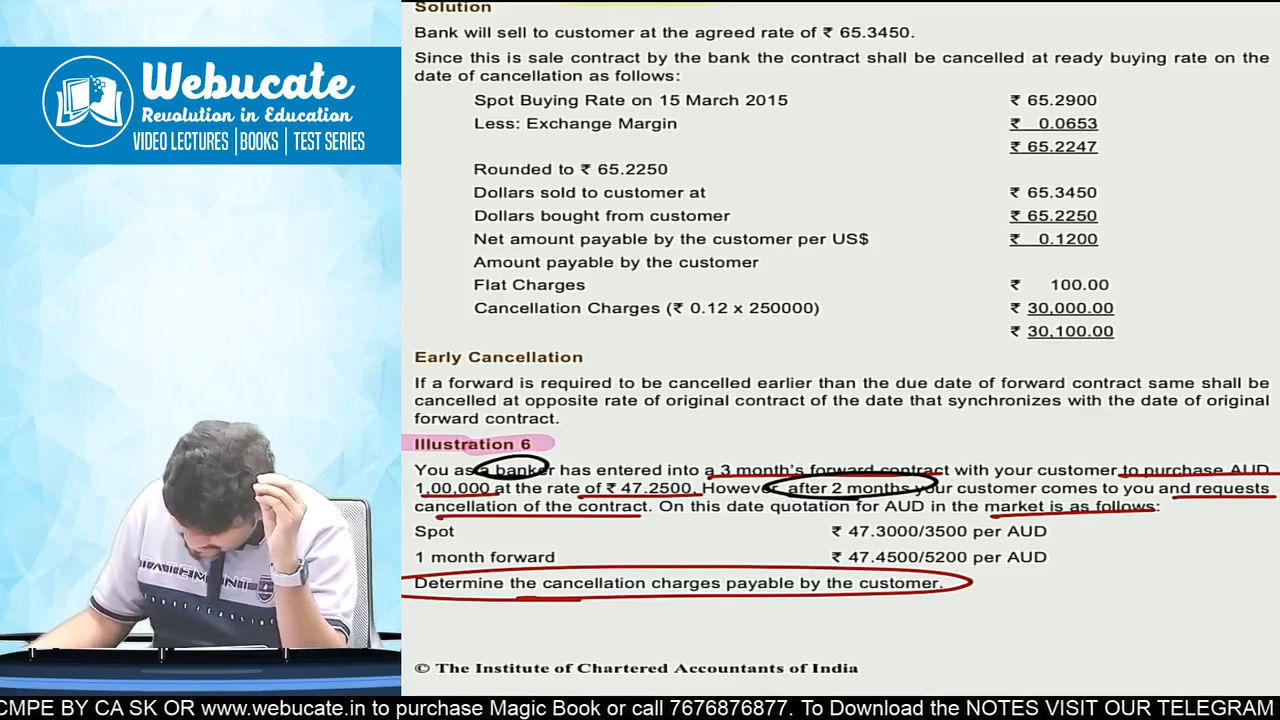 Webucate
Revolution in Education
VIDEO LECTURES | BOOKS | TEST SERIES
Solution
Bank will sell to customer at the agreed rate of ₹ 65.3450.
Since this is sale contract by the bank the contract shall be cancelled at ready buying rate on the
date of cancellation as follows:
Spot Buying Rate on 15 March 2015 ₹ 65.2900
Less: Exchange Margin ₹ 0.0653
₹ 65.2247
Rounded to ₹ 65.2250
Dollars sold to customer at ₹ 65.3450
Dollars bought from customer ₹ 65.2250
Net amount payable by the customer per US$ ₹ 0.1200
Amount payable by the customer
Flat Charges ₹ 100.00
Cancellation Charges (₹ 0.12 x 250000) ₹ 30,000.00
₹ 30,100.00
Early Cancellation
If a forward is required to be cancelled earlier than the due date of forward contract same shall be
cancelled at opposite rate of original contract of the date that synchronizes with the date of original
forward contract.
Illustration 6
You as a banker has entered into a 3 month's forward contract with your customer to purchase AUD
1,00,000 at the rate of ₹ 47.2500. However, after 2 months your customer comes to you and requests
cancellation of the contract. On this date quotation for AUD in the market is as follows:
Spot ₹ 47.3000/3500 per AUD
1 month forward ₹ 47.4500/5200 per AUD
Determine the cancellation charges payable by the customer.
© The Institute of Chartered Accountants of India
CMPE BY CA SK OR www.webucate.in to purchase Magic Book or call 7676876877. To Download the NOTES VISIT OUR TELEGRAM